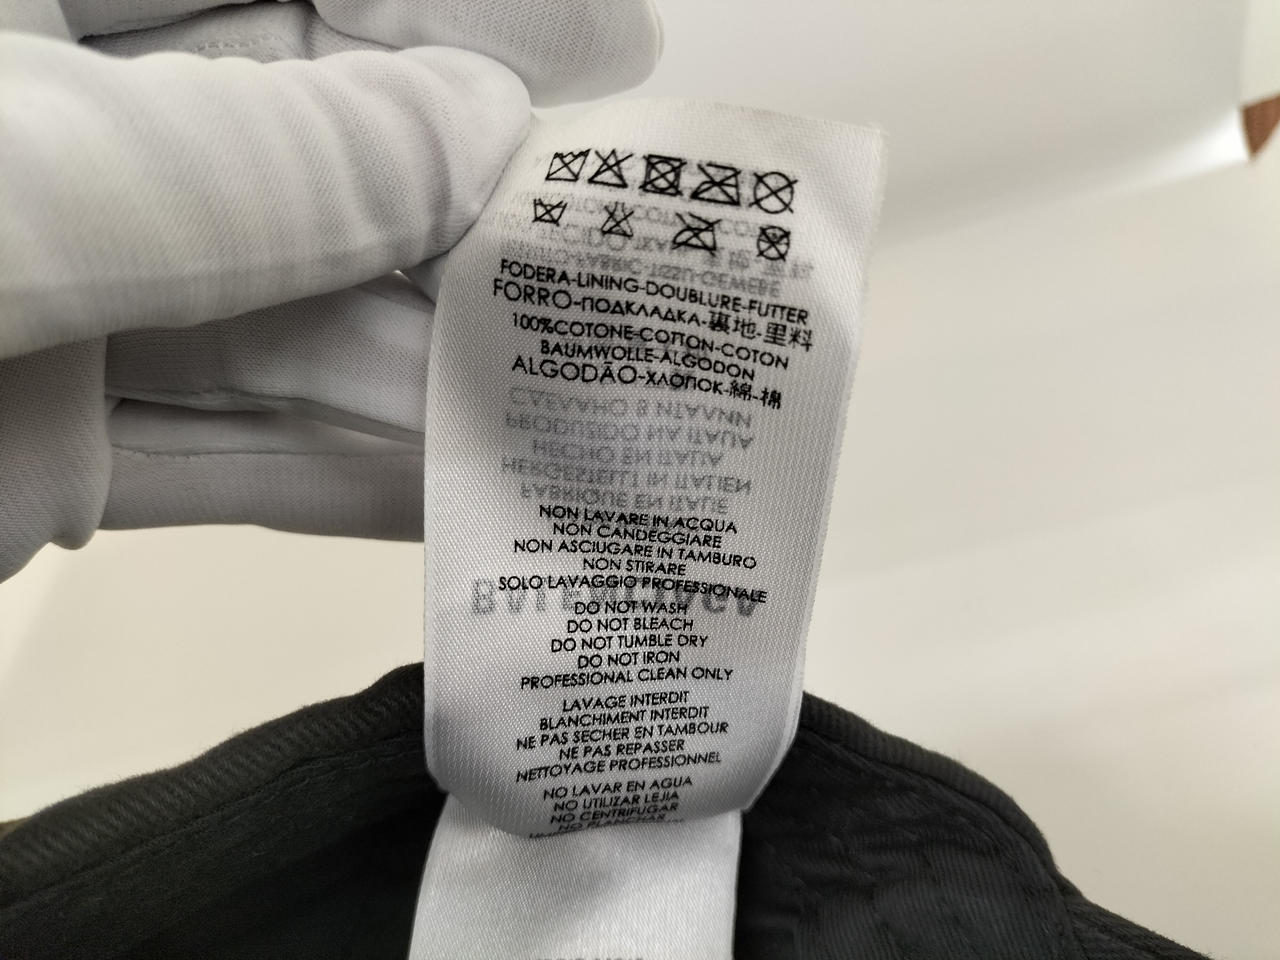 FODERA-LINING-DOUBLURE-FUTTER
FORRO-ПОДКЛАДКА-裏地-里料
100%COTONE-COTTON-COTON
BAUMWOLLE-ALGODON
ALGODÃO-ХЛОПОК-綿-棉
NON LAVARE IN ACQUA
NON CANDEGGIARE
NON ASCIUGARE IN TAMBURO
NON STIRARE
SOLO LAVAGGIO PROFESSIONALE
BALENCIAGA
DO NOT WASH
DO NOT BLEACH
DO NOT TUMBLE DRY
DO NOT IRON
PROFESSIONAL CLEAN ONLY
LAVAGE INTERDIT
BLANCHIMENT INTERDIT
NE PAS SECHER EN TAMBOUR
NE PAS REPASSER
NETTOYAGE PROFESSIONNEL
NO LAVAR EN AGUA
NO UTILIZAR LEJIA
NO CENTRIFUGAR
NO PLANCHAR